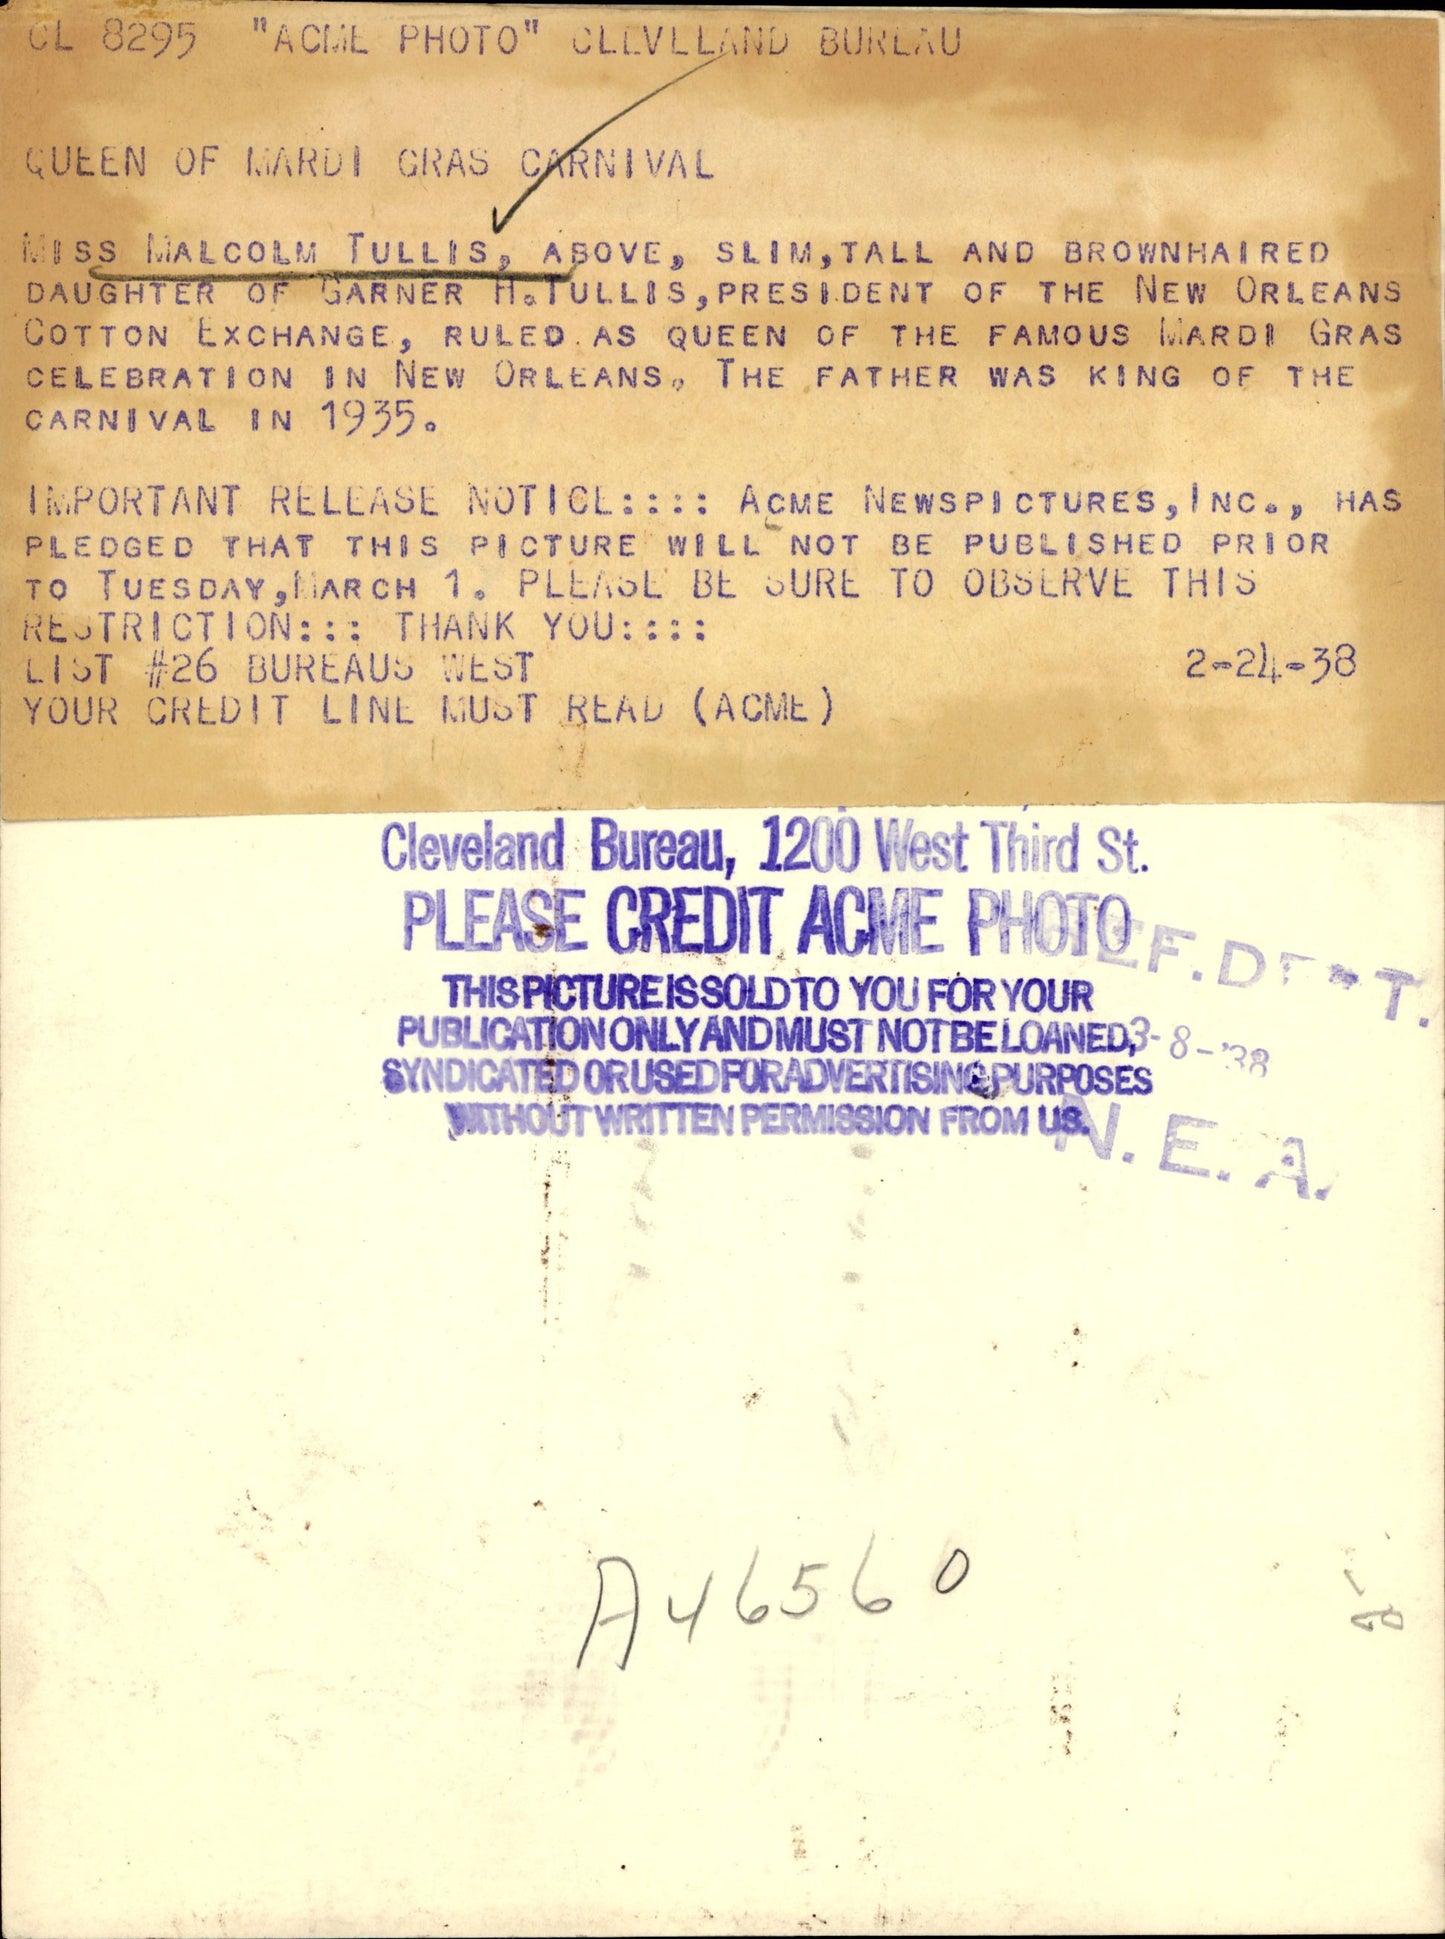 CL 8295 "ACME PHOTO" CLEVELAND BUREAU
QUEEN OF MARDI GRAS CARNIVAL
MISS MALCOLM TULLIS, ABOVE, SLIM,TALL AND BROWNHAIRED
DAUGHTER OF GARNER H.TULLIS,PRESIDENT OF THE NEW ORLEANS
COTTON EXCHANGE, RULED AS QUEEN OF THE FAMOUS MARDI GRAS
CELEBRATION IN NEW ORLEANS. THE FATHER WAS KING OF THE
CARNIVAL IN 1935.
IMPORTANT RELEASE NOTICE:::: ACME NEWSPICTURES,INC., HAS
PLEDGED THAT THIS PICTURE WILL NOT BE PUBLISHED PRIOR
TO TUESDAY,MARCH 1. PLEASE BE SURE TO OBSERVE THIS
RESTRICTION::: THANK YOU::::
LIST #26 BUREAUS WEST 2-24-38
YOUR CREDIT LINE MUST READ (ACME)
Cleveland Bureau, 1200 West Third St.
PLEASE CREDIT ACME PHOTO
THIS PICTURE IS SOLD TO YOU FOR YOUR
PUBLICATION ONLY AND MUST NOT BE LOANED,
SYNDICATED OR USED FOR ADVERTISING PURPOSES
WITHOUT WRITTEN PERMISSION FROM US.
3-8-'38
N. E. A.
A46560